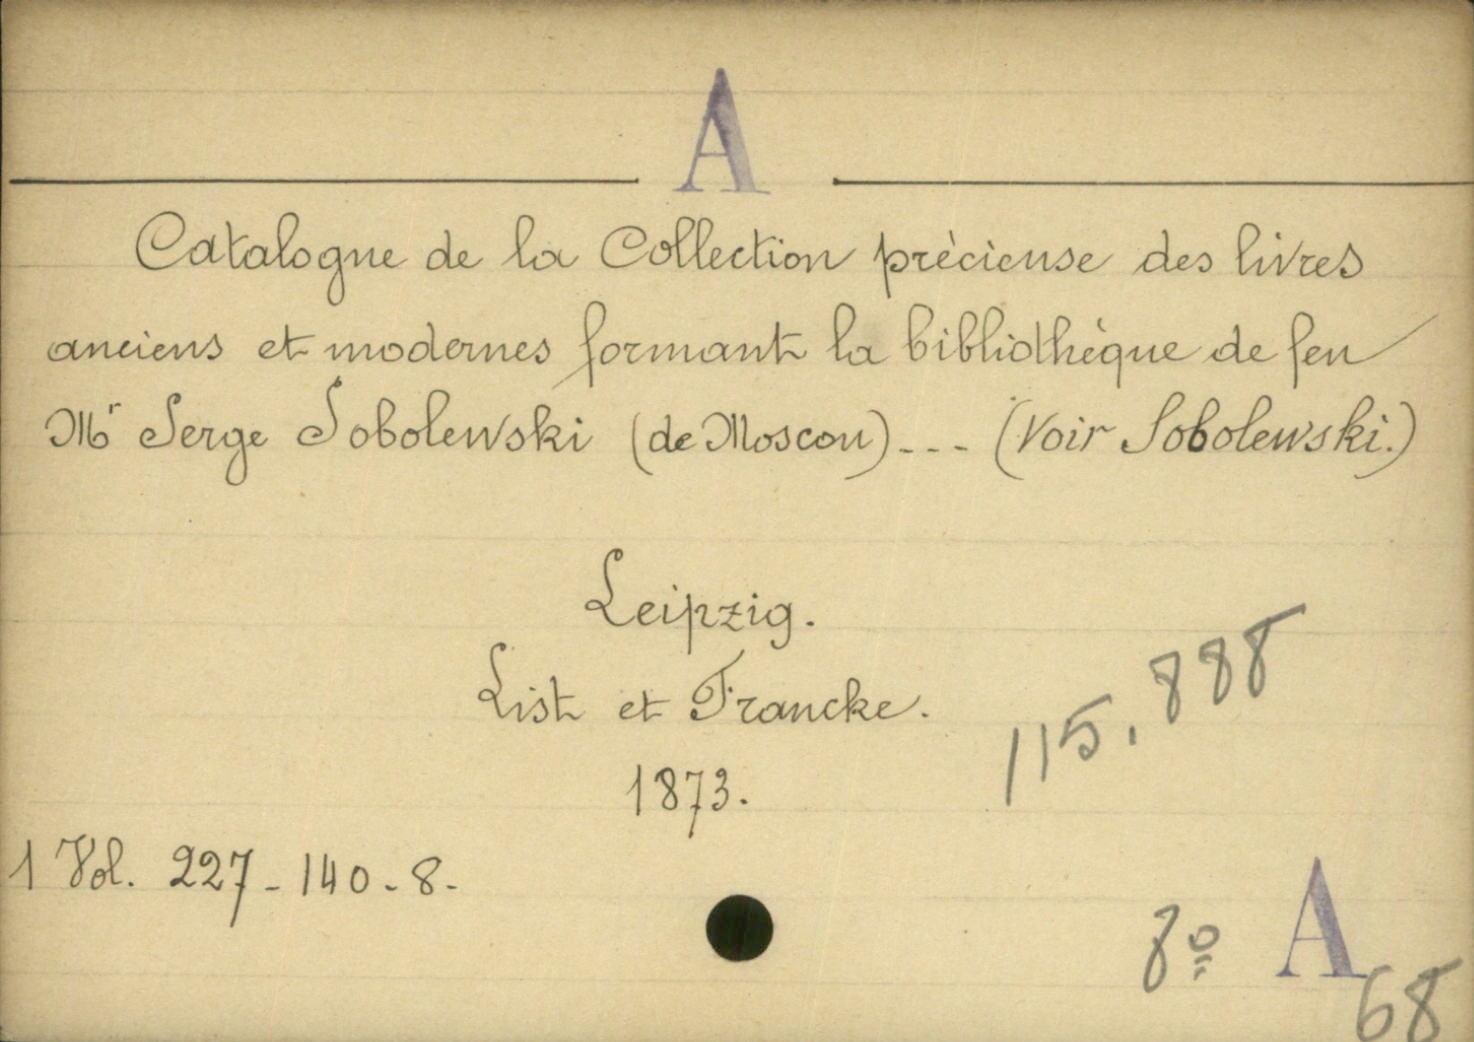 A
Catalogue de la Collection précieuse des livres
anciens et modernes formant la bibliothèque de feu
Mr Serge Sobolewski (de Moscou)--- (Voir Sobolewski.)
Leipzig.
List et Francke.
1873.
115.888
1 Vol. 227-140-8-
8º A
68